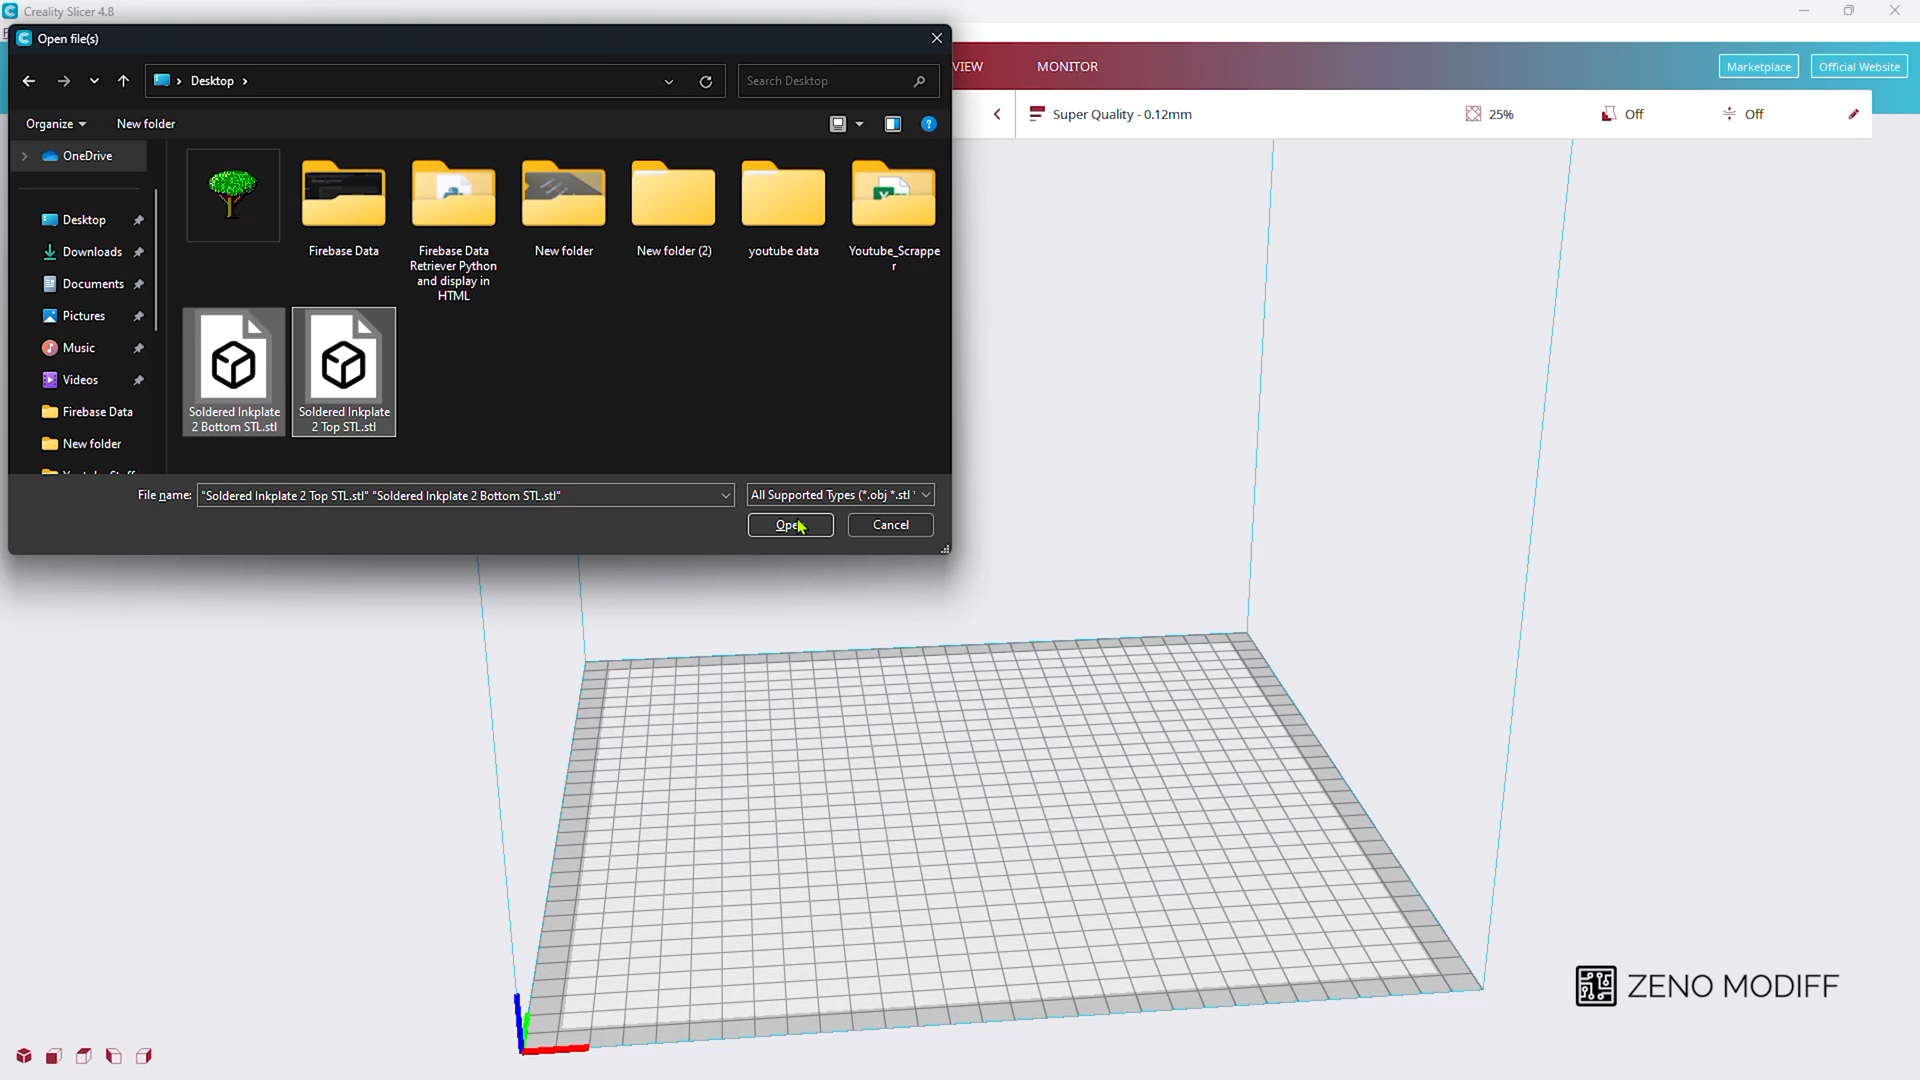 Creality Slicer 4.8
Open file(s)
Desktop
Search Desktop
Organize
New folder
OneDrive
Desktop
Downloads
Documents
Pictures
Music
Videos
Firebase Data
New folder
Firebase Data
Firebase Data
Retriever Python
and display in
HTML
New folder
New folder (2)
youtube data
Youtube_Scrappe
r
Soldered Inkplate
2 Bottom STL.stl
Soldered Inkplate
2 Top STL.stl
File name:
"Soldered Inkplate 2 Top STL.stl" "Soldered Inkplate 2 Bottom STL.stl"
All Supported Types (*.obj *.stl
Open
Cancel
VIEW
MONITOR
Marketplace
Official Website
Super Quality - 0.12mm
25%
Off
Off
ZENO MODIFF